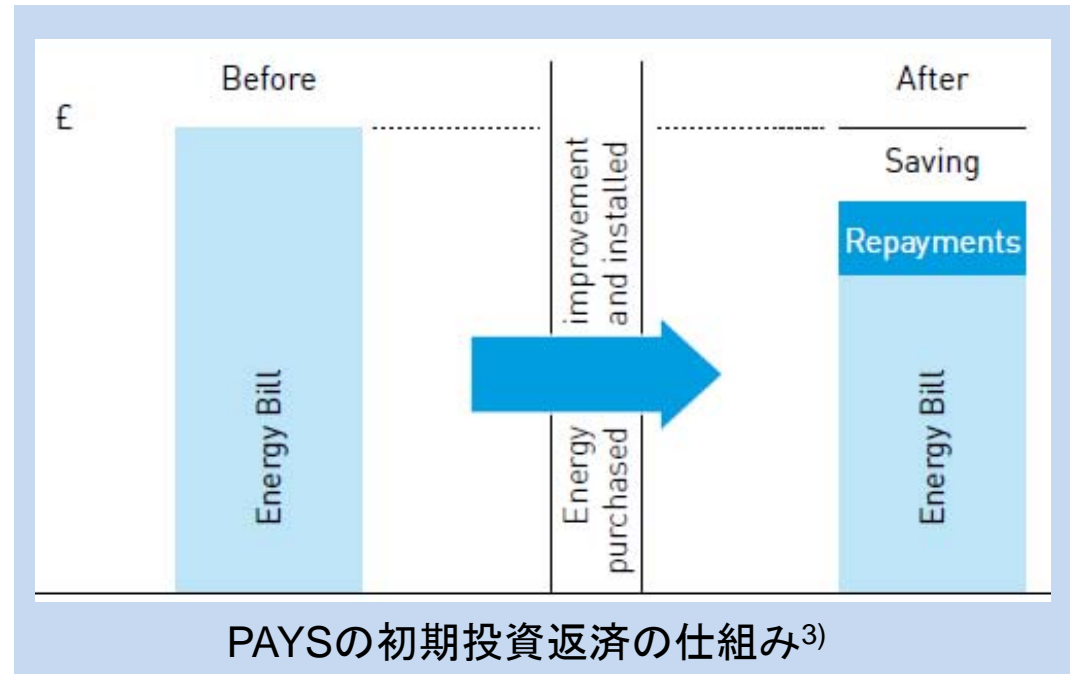 Before
After
£
Saving
Repayments
Energy Bill
Energy improvement
purchased and installed
Energy Bill
PAYSの初期投資返済の仕組み3)